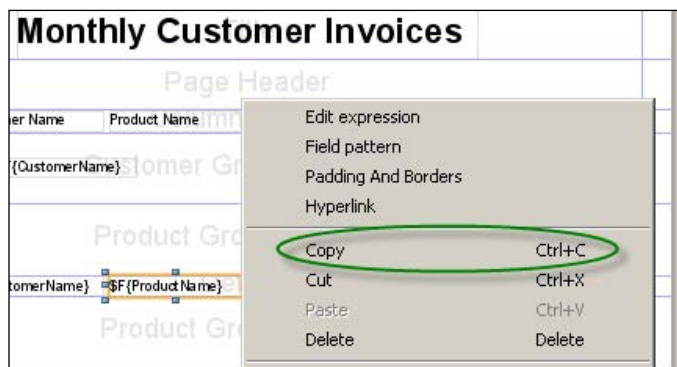 Monthly Customer Invoices
Page Header
er Name Product Name
Edit expression
Field pattern
{CustomerName}
Padding And Borders
Hyperlink
Product Gro
Copy Ctrl+C
tomerName} $F{ProductName}
Cut Ctrl+X
Paste Ctrl+V
Product Gr
Delete Delete